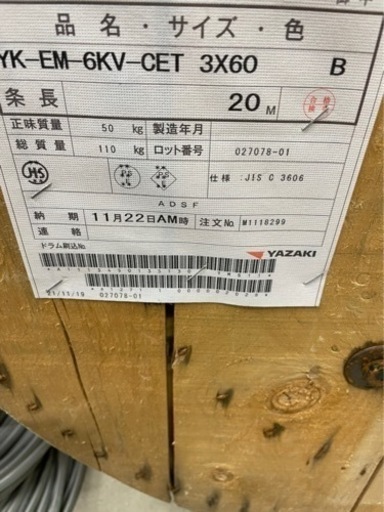 品名・サイズ・色
YK-EM-6KV-CET 3X60 B
条長 20M
正味質量 50 kg 製造年月
総質量 110 kg ロット番号 027078-01
JIS 仕様:JIS C 3606
ADSF
納期 11月22日AM時 注文No. M1118299
連絡
ドラム刷込No.
YAZAKI
21/11/19 027078-01